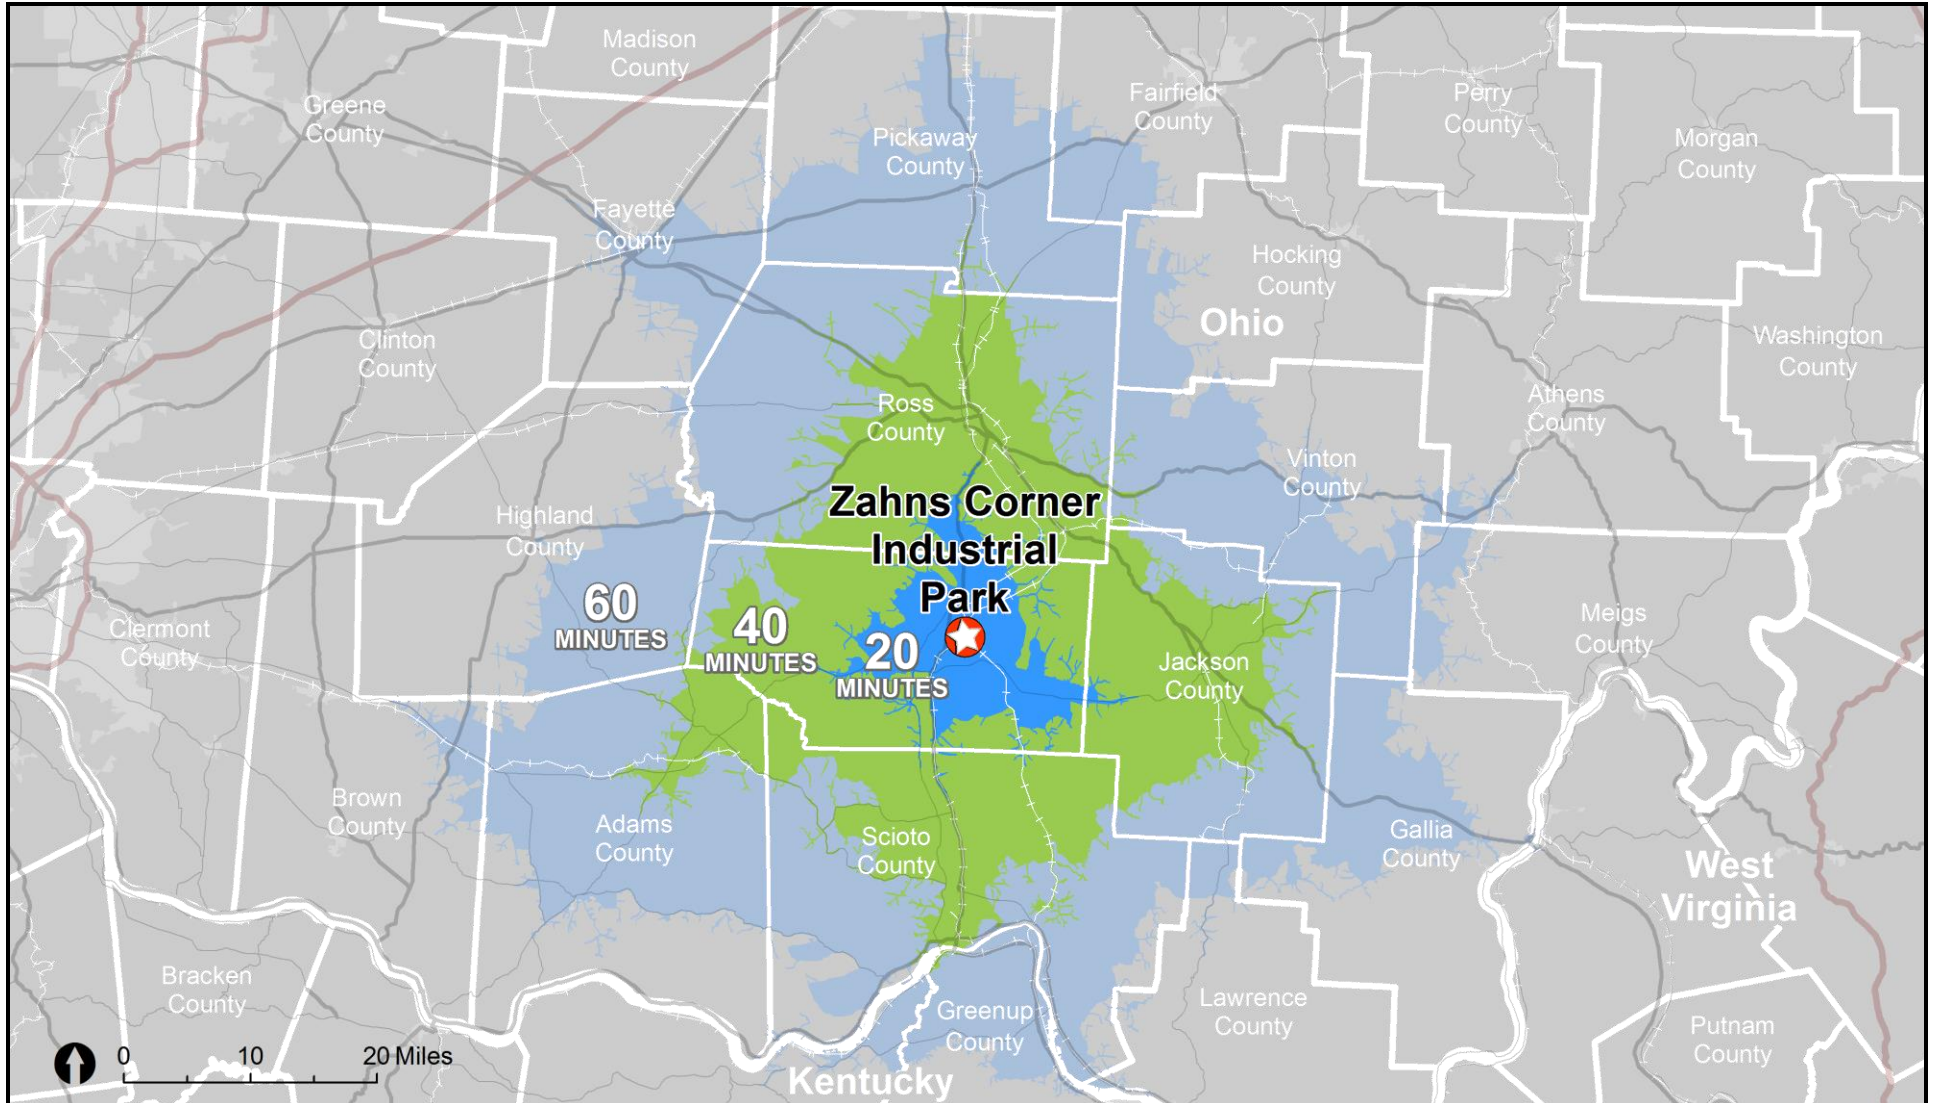 Madison
County
Greene
County
Fairfield
County
Perry
County
Pickaway
County
Morgan
County
Fayette
County
Hocking
County
Ohio
Clinton
County
Washington
County
Ross
County
Athens
County
Vinton
County
Zahns Corner
Industrial
Park
Highland
County
60
MINUTES
40
MINUTES
20
MINUTES
Clermont
County
Meigs
County
Jackson
County
Brown
County
Adams
County
Scioto
County
Gallia
County
West
Virginia
Bracken
County
Greenup
County
Lawrence
County
Putnam
County
0 10 20 Miles
Kentucky